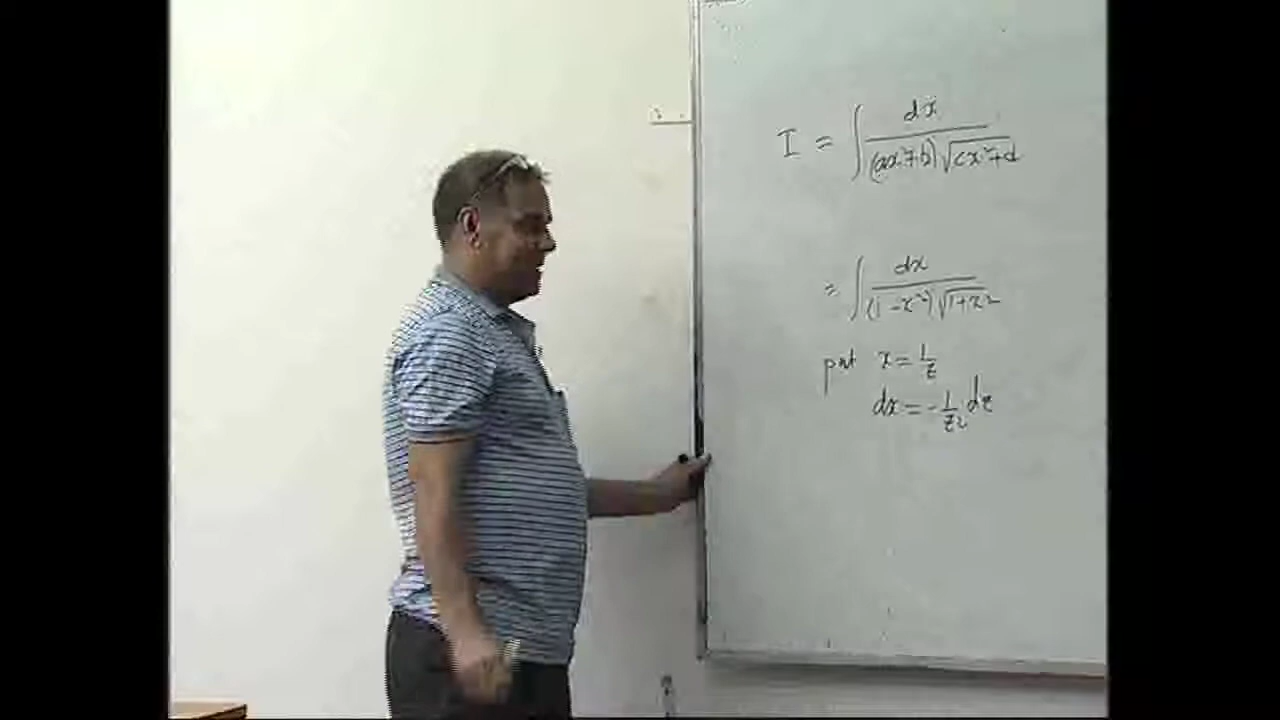 I = ∫ dx / (ax²+b)√cx²+d
= ∫ dx / (1-x²)√1+x²
put x = 1/z
dx = -1/z² dz